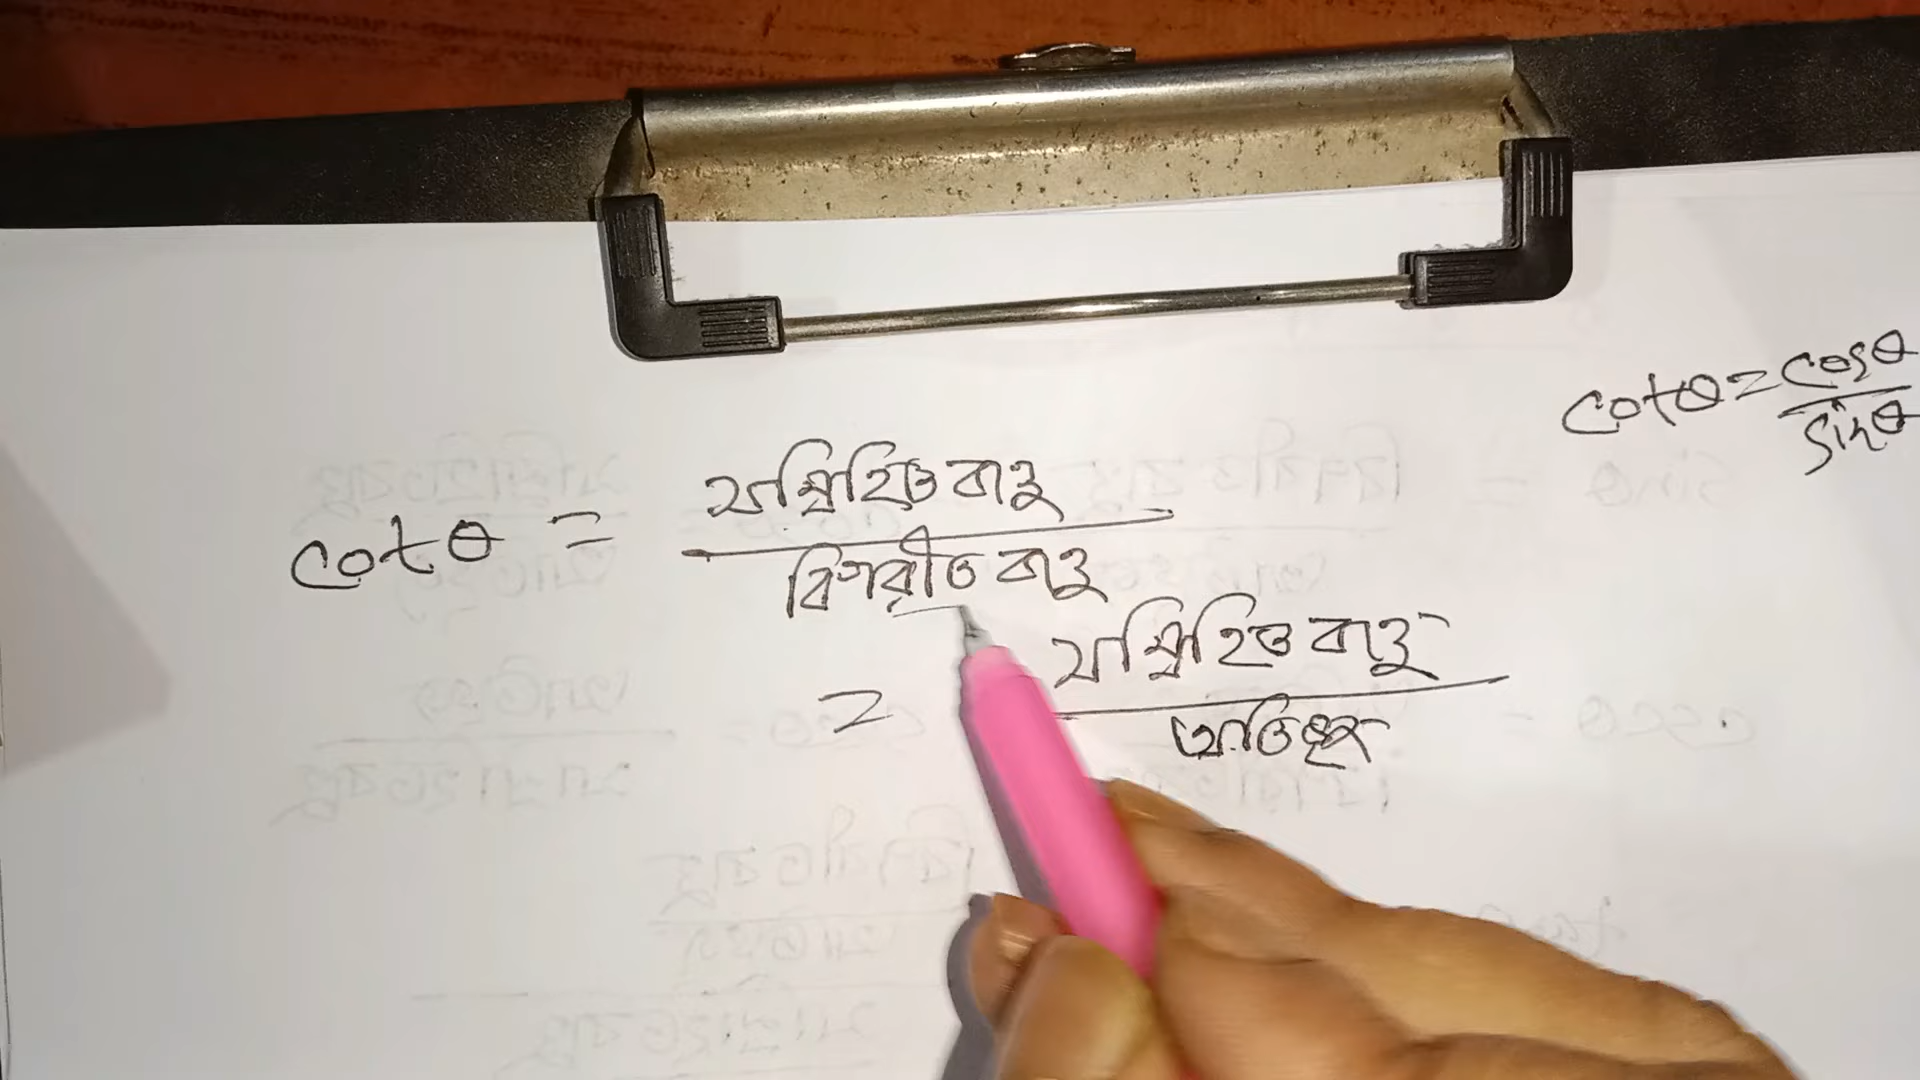 cotθ = cosθ / sinθ
cotθ = সন্নিহিত বাহু / বিপরীত বাহু
= সন্নিহিত বাহু / অতিভুজ